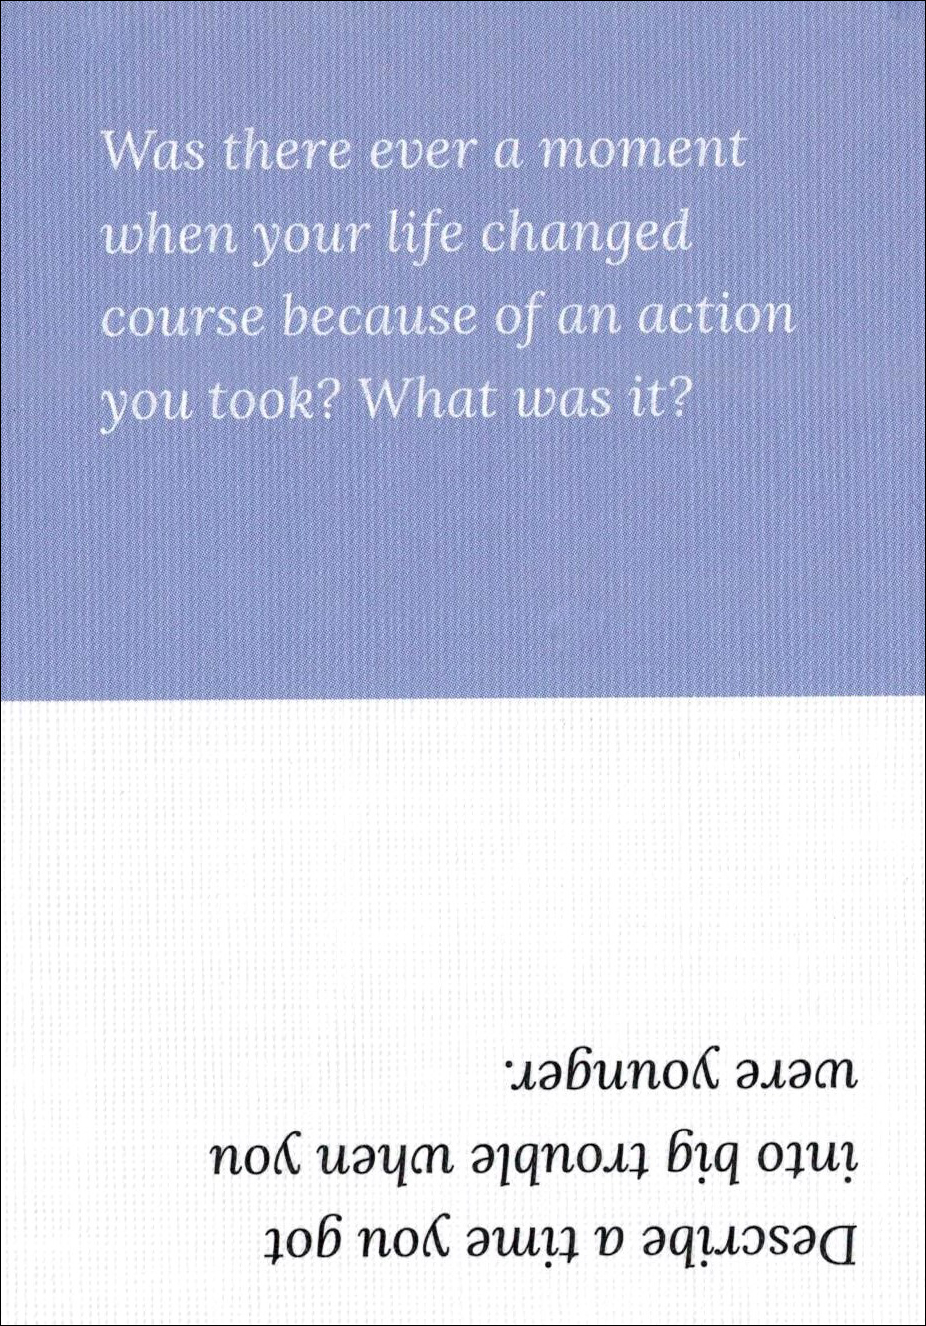 Was there ever a moment
when your life changed
course because of an action
you took? What was it?
Describe a time you got
into big trouble when you
were younger.